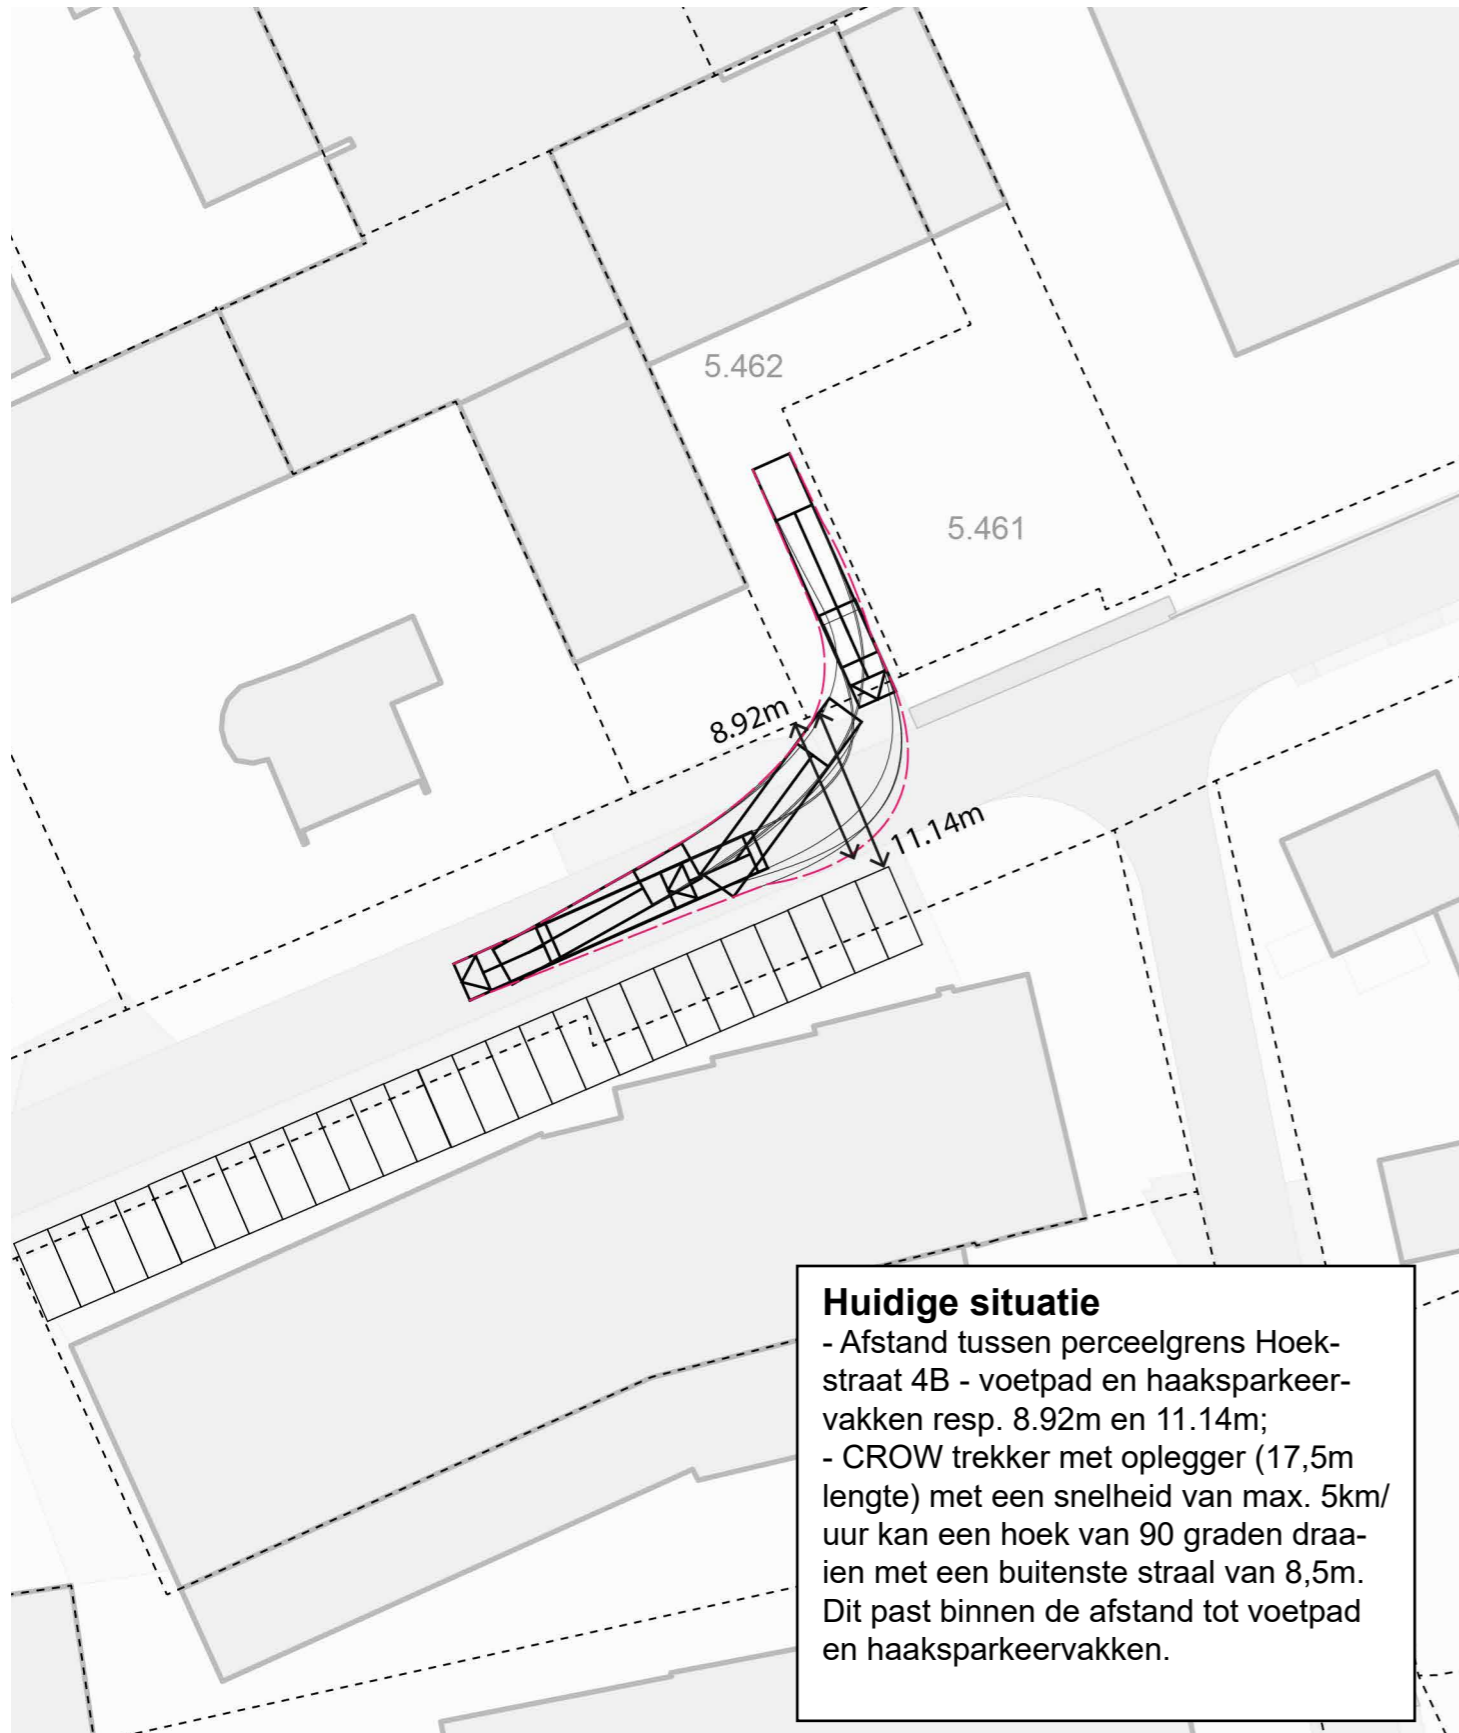 5.462
5.461
8.92m
11.14m
Huidige situatie
- Afstand tussen perceelgrens Hoek-
straat 4B - voetpad en haaksparkeer-
vakken resp. 8.92m en 11.14m;
- CROW trekker met oplegger (17,5m
lengte) met een snelheid van max. 5km/
uur kan een hoek van 90 graden draa-
ien met een buitenste straal van 8,5m.
Dit past binnen de afstand tot voetpad
en haaksparkeervakken.